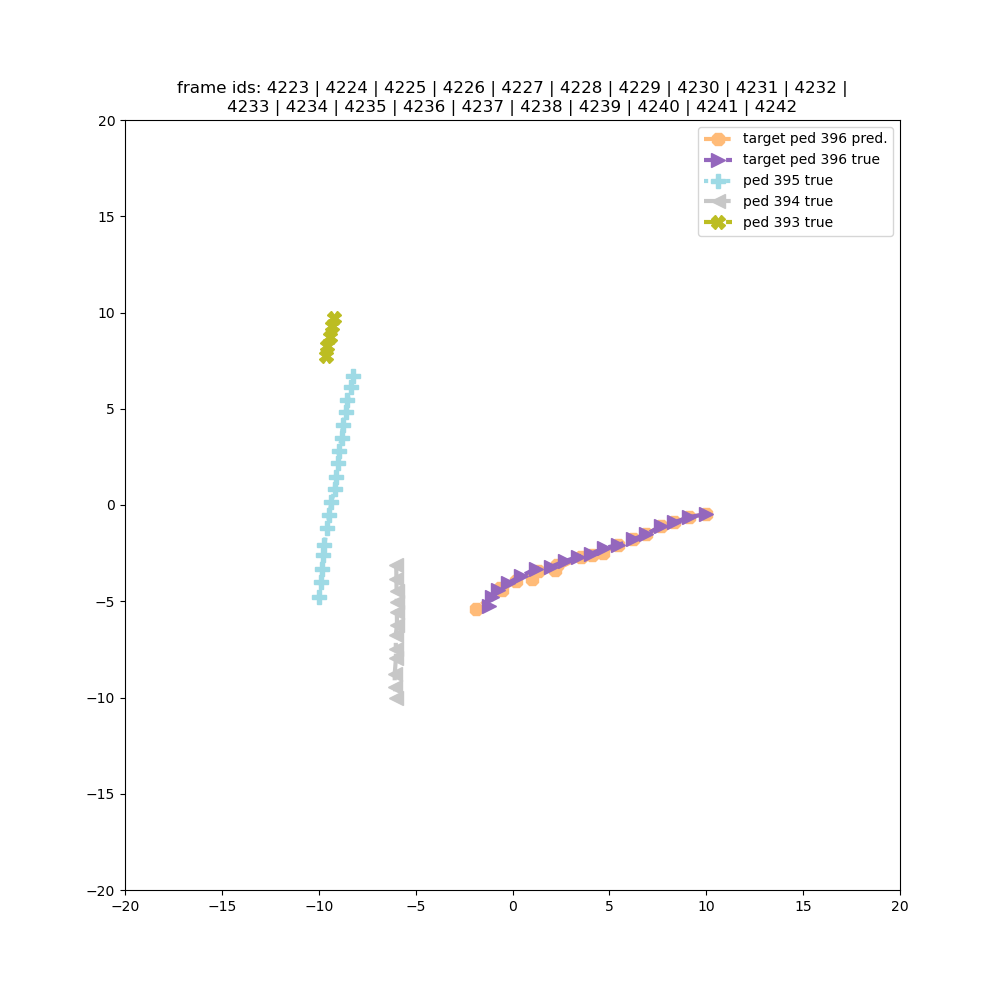 frame ids: 4223 | 4224 | 4225 | 4226 | 4227 | 4228 | 4229 | 4230 | 4231 | 4232 |
4233 | 4234 | 4235 | 4236 | 4237 | 4238 | 4239 | 4240 | 4241 | 4242
target ped 396 pred.
target ped 396 true
ped 395 true
ped 394 true
ped 393 true
20
15
10
5
0
−5
−10
−15
−20
−20 −15 −10 −5 0 5 10 15 20